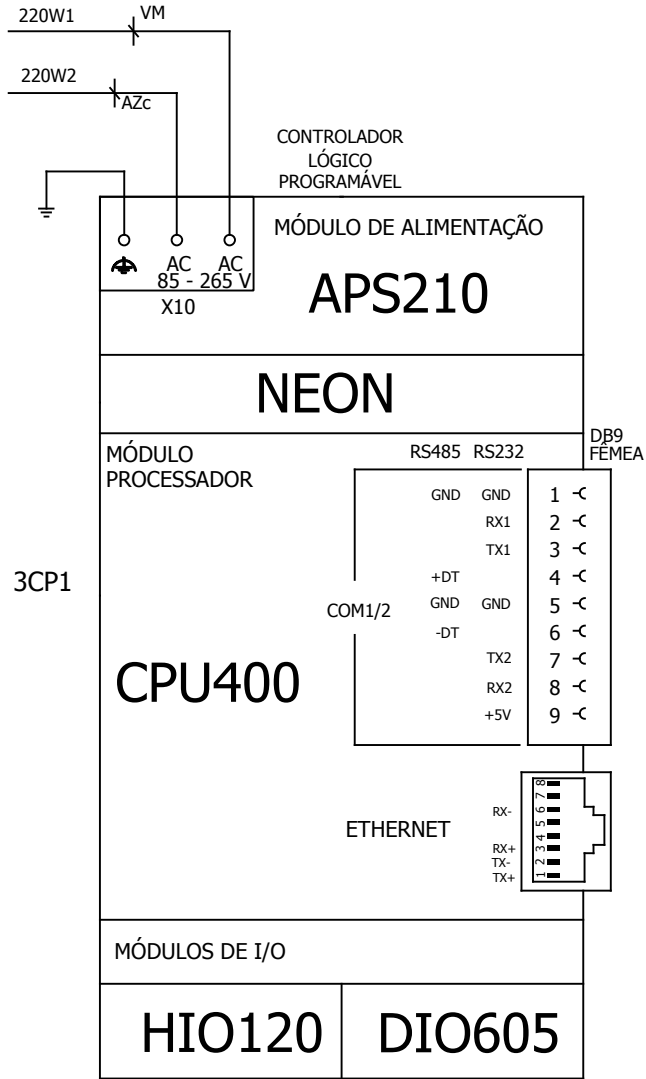 220W1
VM
220W2
AZc
CONTROLADOR
LÓGICO
PROGRAMÁVEL
MÓDULO DE ALIMENTAÇÃO
AC
AC
85 - 265 V
X10
APS210
NEON
MÓDULO
PROCESSADOR
RS485
RS232
DB9
FÊMEA
GND
GND
1
RX1
2
TX1
3
+DT
4
3CP1
COM1/2
GND
GND
5
-DT
6
TX2
7
CPU400
RX2
8
+5V
9
ETHERNET
8
7
RX-
6
5
4
RX+
3
TX-
2
TX+
1
MÓDULOS DE I/O
HIO120
DIO605